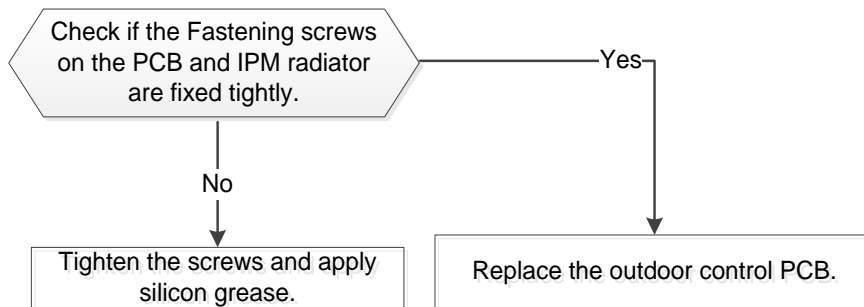 Check if the Fastening screws
on the PCB and IPM radiator
are fixed tightly.
Yes
No
Tighten the screws and apply
silicon grease.
Replace the outdoor control PCB.